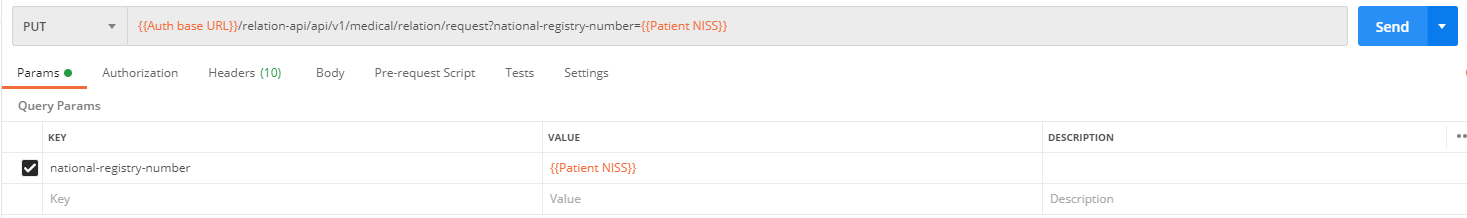 PUT {{Auth base URL}}/relation-api/api/v1/medical/relation/request?national-registry-number={{Patient NISS}} Send
Params Authorization Headers (10) Body Pre-request Script Tests Settings
Query Params
KEY VALUE DESCRIPTION
national-registry-number {{Patient NISS}}
Key Value Description